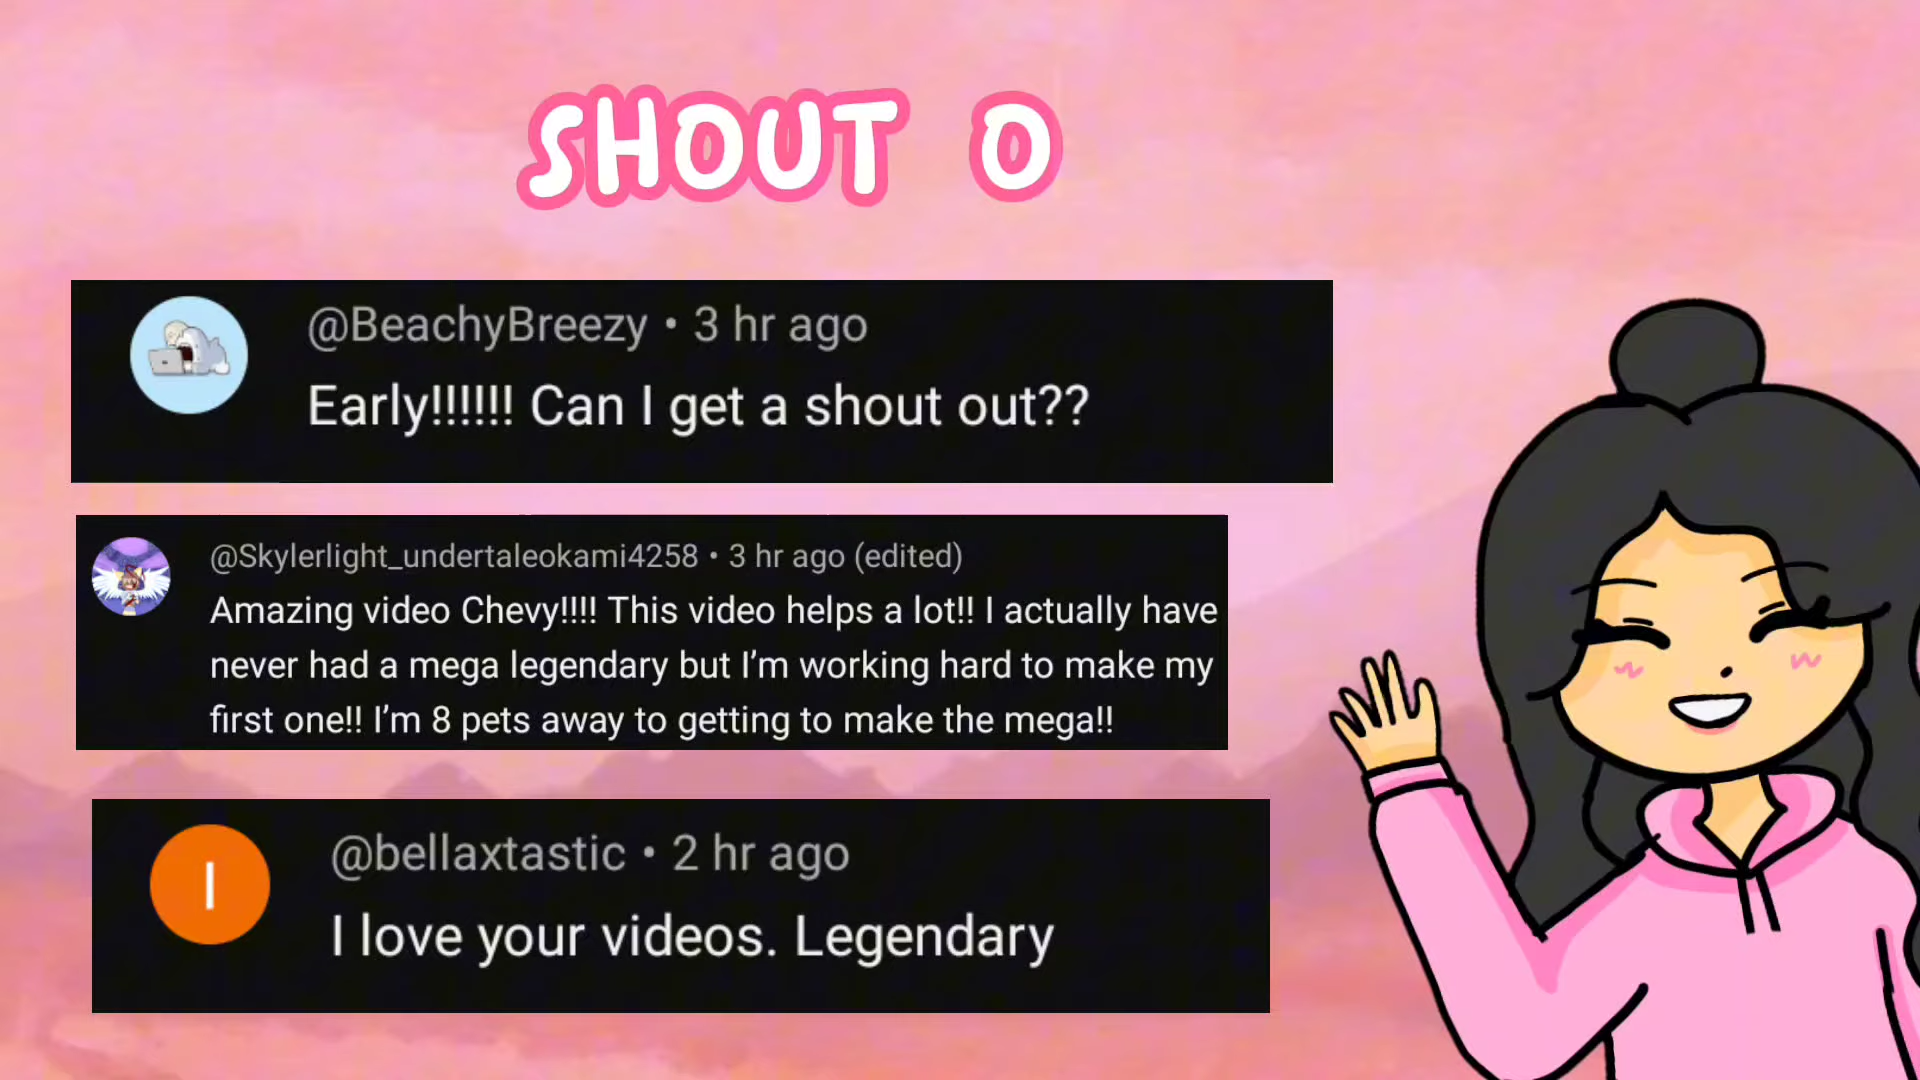 SHOUT O
@BeachyBreezy • 3 hr ago
Early!!!!!! Can I get a shout out??
@Skylerlight_undertaleokami4258 • 3 hr ago (edited)
Amazing video Chevy!!!! This video helps a lot!! I actually have
never had a mega legendary but I’m working hard to make my
first one!! I’m 8 pets away to getting to make the mega!!
I
@bellaxtastic • 2 hr ago
I love your videos. Legendary